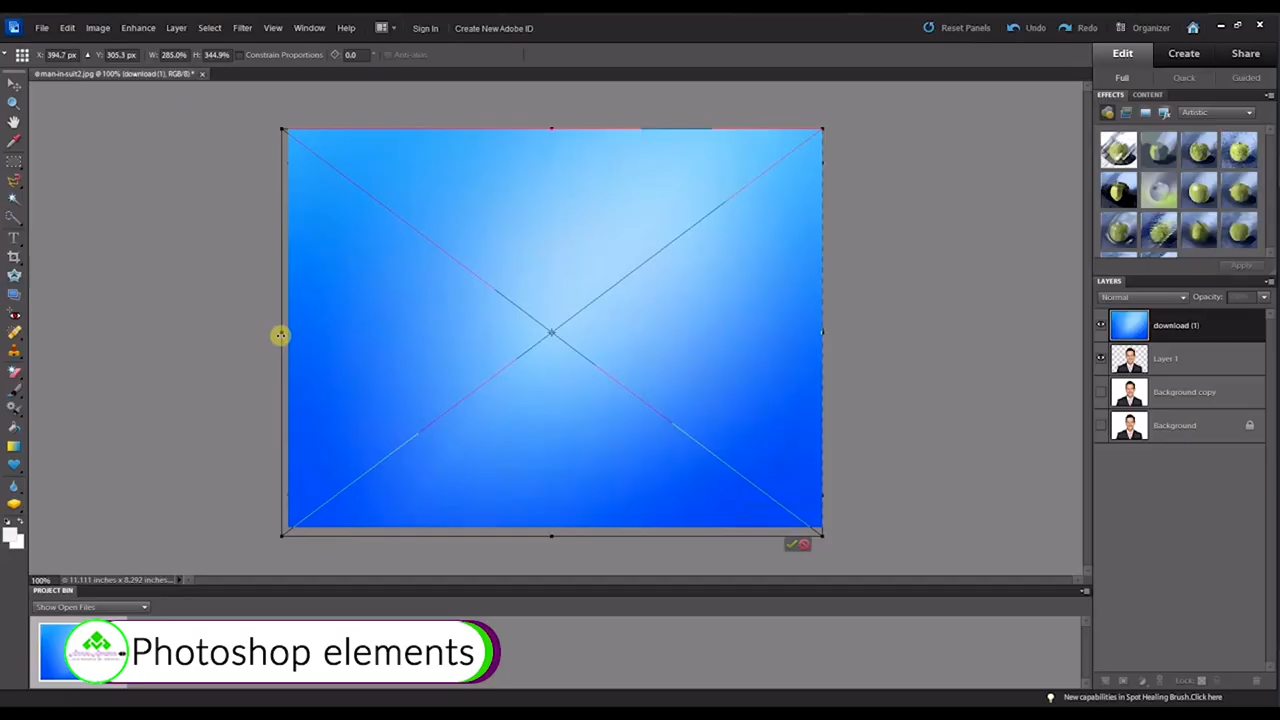 File Edit Image Enhance Layer Select Filter View Window Help Sign In Create New Adobe ID Reset Panels Undo Redo Organizer
X: 394.7 px Y: 305.3 px W: 285.0% H: 344.9% Constrain Proportions 0.0 Anti-alias
Edit Create Share
man-in-suit2.jpg @ 100% (download (1), RGB/8) *
Full Quick Guided
EFFECTS CONTENT
Artistic
Apply
LAYERS
Normal Opacity:
download (1)
Layer 1
Background copy
Background
100% 11.111 inches x 8.292 inches...
PROJECT BIN
Show Open Files
Photoshop elements
Lock:
New capabilities in Spot Healing Brush.Click here